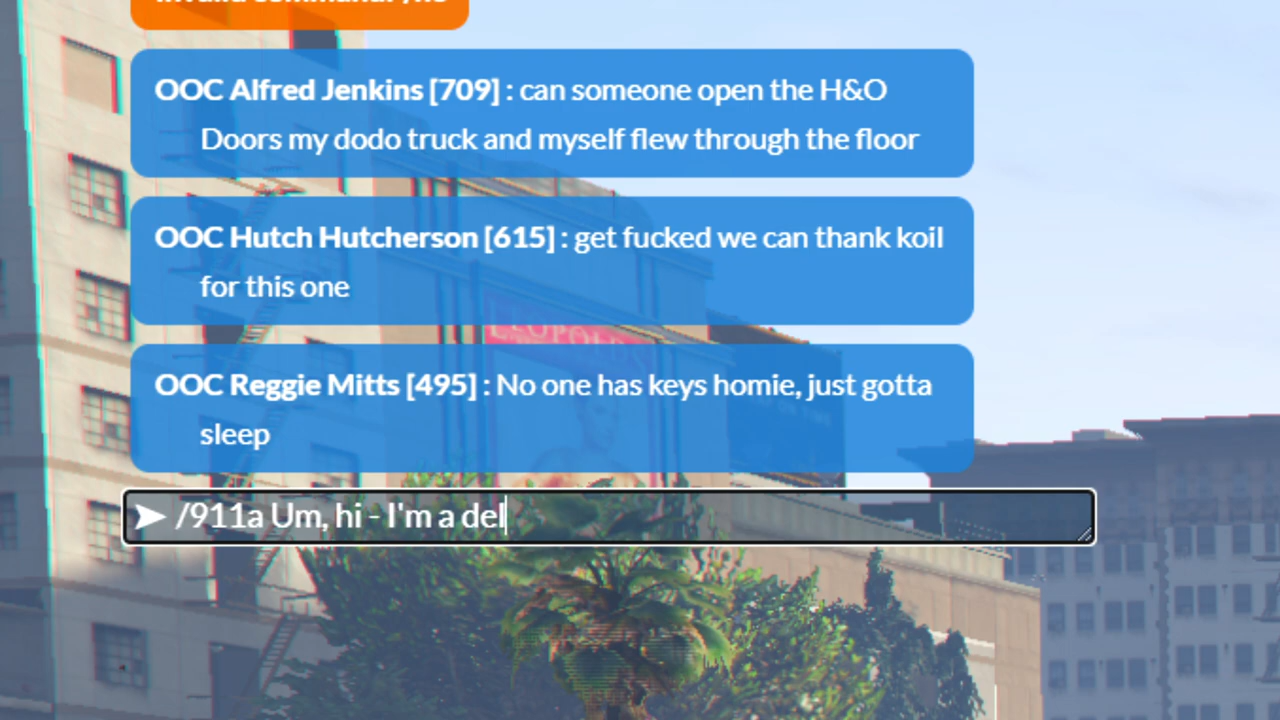 OOC Alfred Jenkins [709] : can someone open the H&O
Doors my dodo truck and myself flew through the floor
OOC Hutch Hutcherson [615] : get fucked we can thank koil
for this one
OOC Reggie Mitts [495] : No one has keys homie, just gotta
sleep
/911a Um, hi - I'm a del